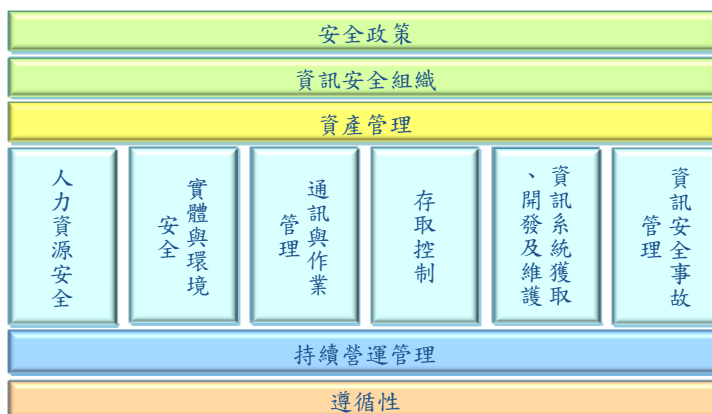 安全政策
資訊安全組織
資產管理
人力資源安全
實體與環境
安全
通訊與作業
管理
存取控制
資訊系統獲取
、開發及維護
資訊安全事故
管理
持續營運管理
遵循性